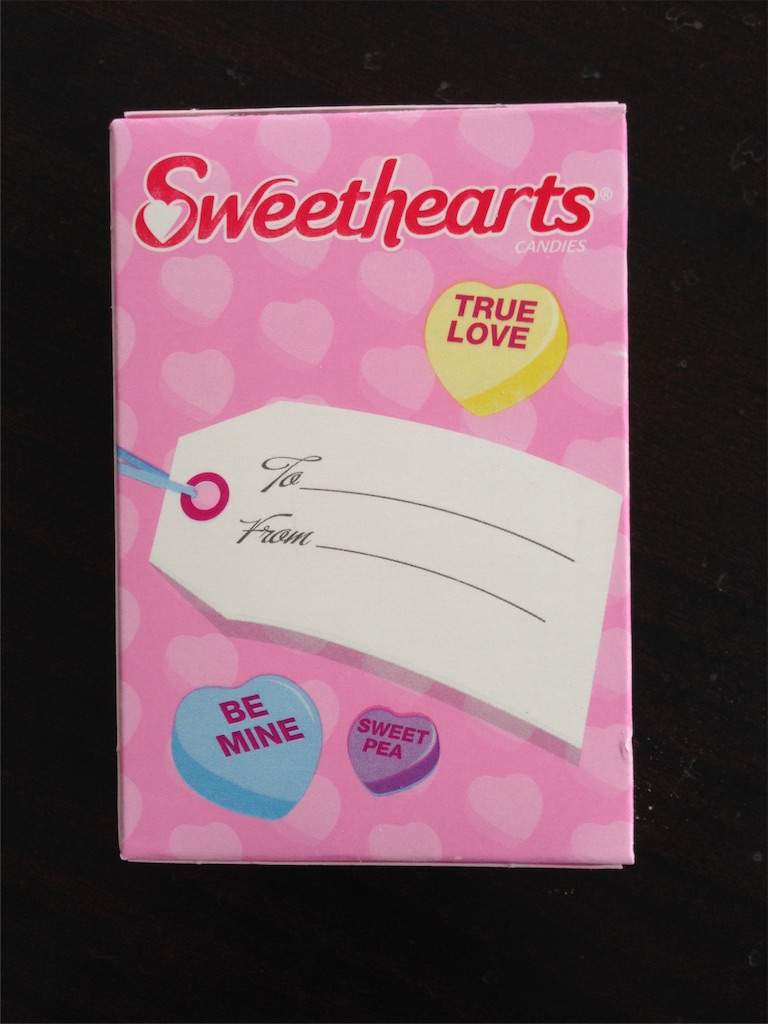 Sweethearts®
CANDIES
TRUE
LOVE
To
From
BE
MINE
SWEET
PEA